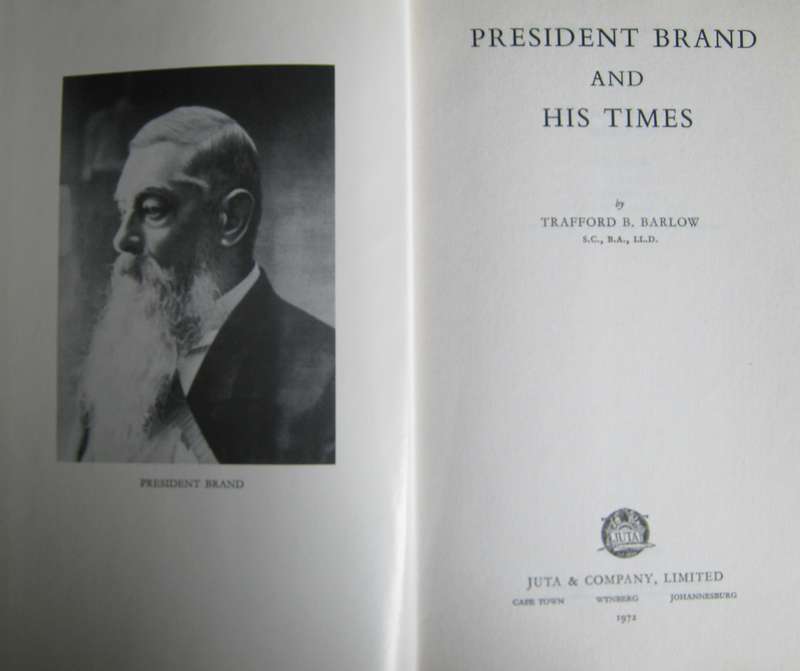 PRESIDENT BRAND
PRESIDENT BRAND
AND
HIS TIMES
by
TRAFFORD B. BARLOW
S.C., B.A., LL.D.
JUTA
JUTA & COMPANY, LIMITED
CAPE TOWN WYNBERG JOHANNESBURG
1972